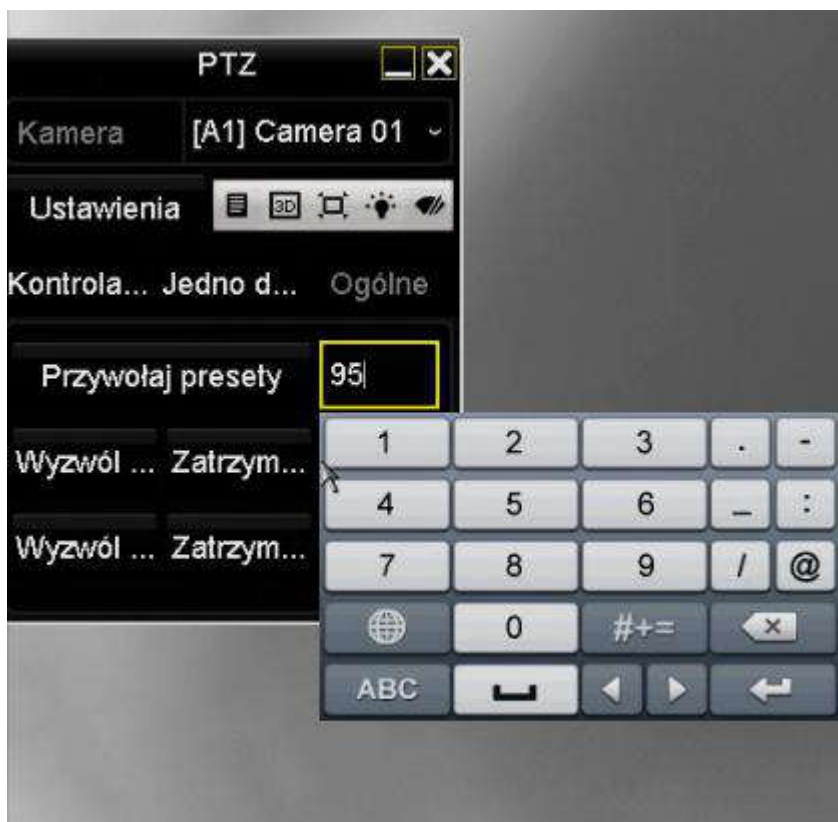 PTZ
Kamera [A1] Camera 01
Ustawienia 3D
Kontrola... Jedno d... Ogólne
Przywołaj presety 95
Wyzwól ... Zatrzym...
Wyzwól ... Zatrzym...
1 2 3 . -
4 5 6 _ :
7 8 9 / @
0 #+=
ABC